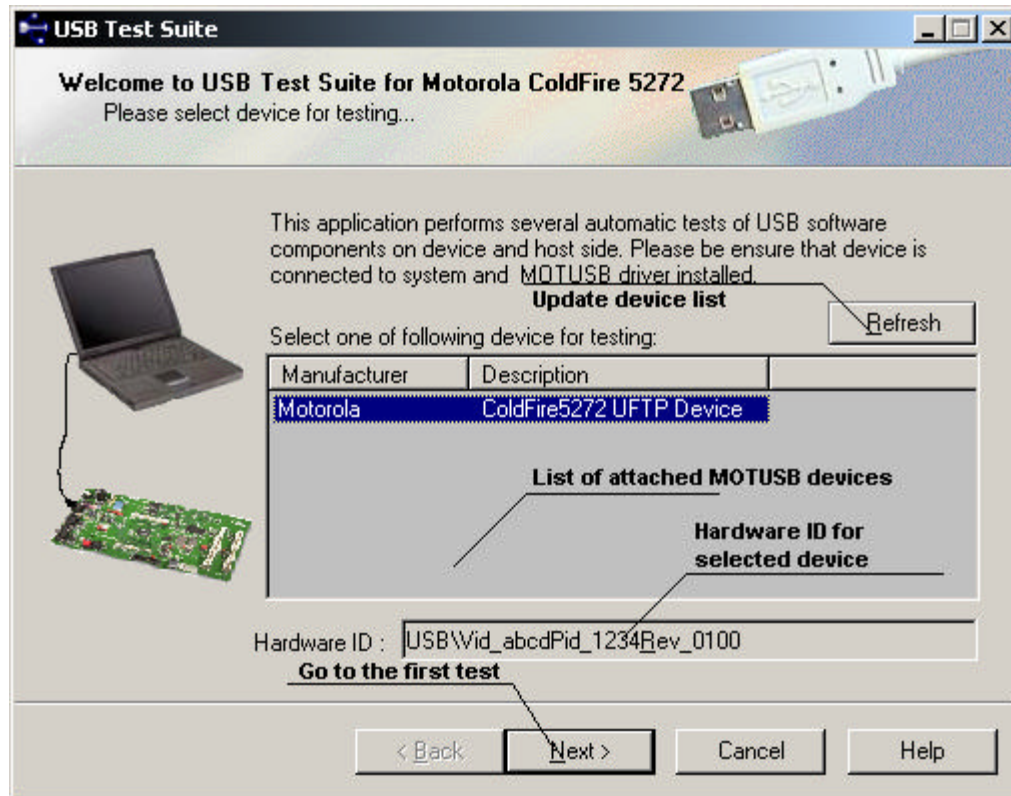 USB Test Suite
Welcome to USB Test Suite for Motorola ColdFire 5272
Please select device for testing...
This application performs several automatic tests of USB software
components on device and host side. Please be ensure that device is
connected to system and MOTUSB driver installed.
Update device list
Refresh
Select one of following device for testing:
Manufacturer Description
Motorola ColdFire5272 UFTP Device
List of attached MOTUSB devices
Hardware ID for
selected device
Hardware ID : USB\Vid_abcdPid_1234Rev_0100
Go to the first test
< Back Next > Cancel Help